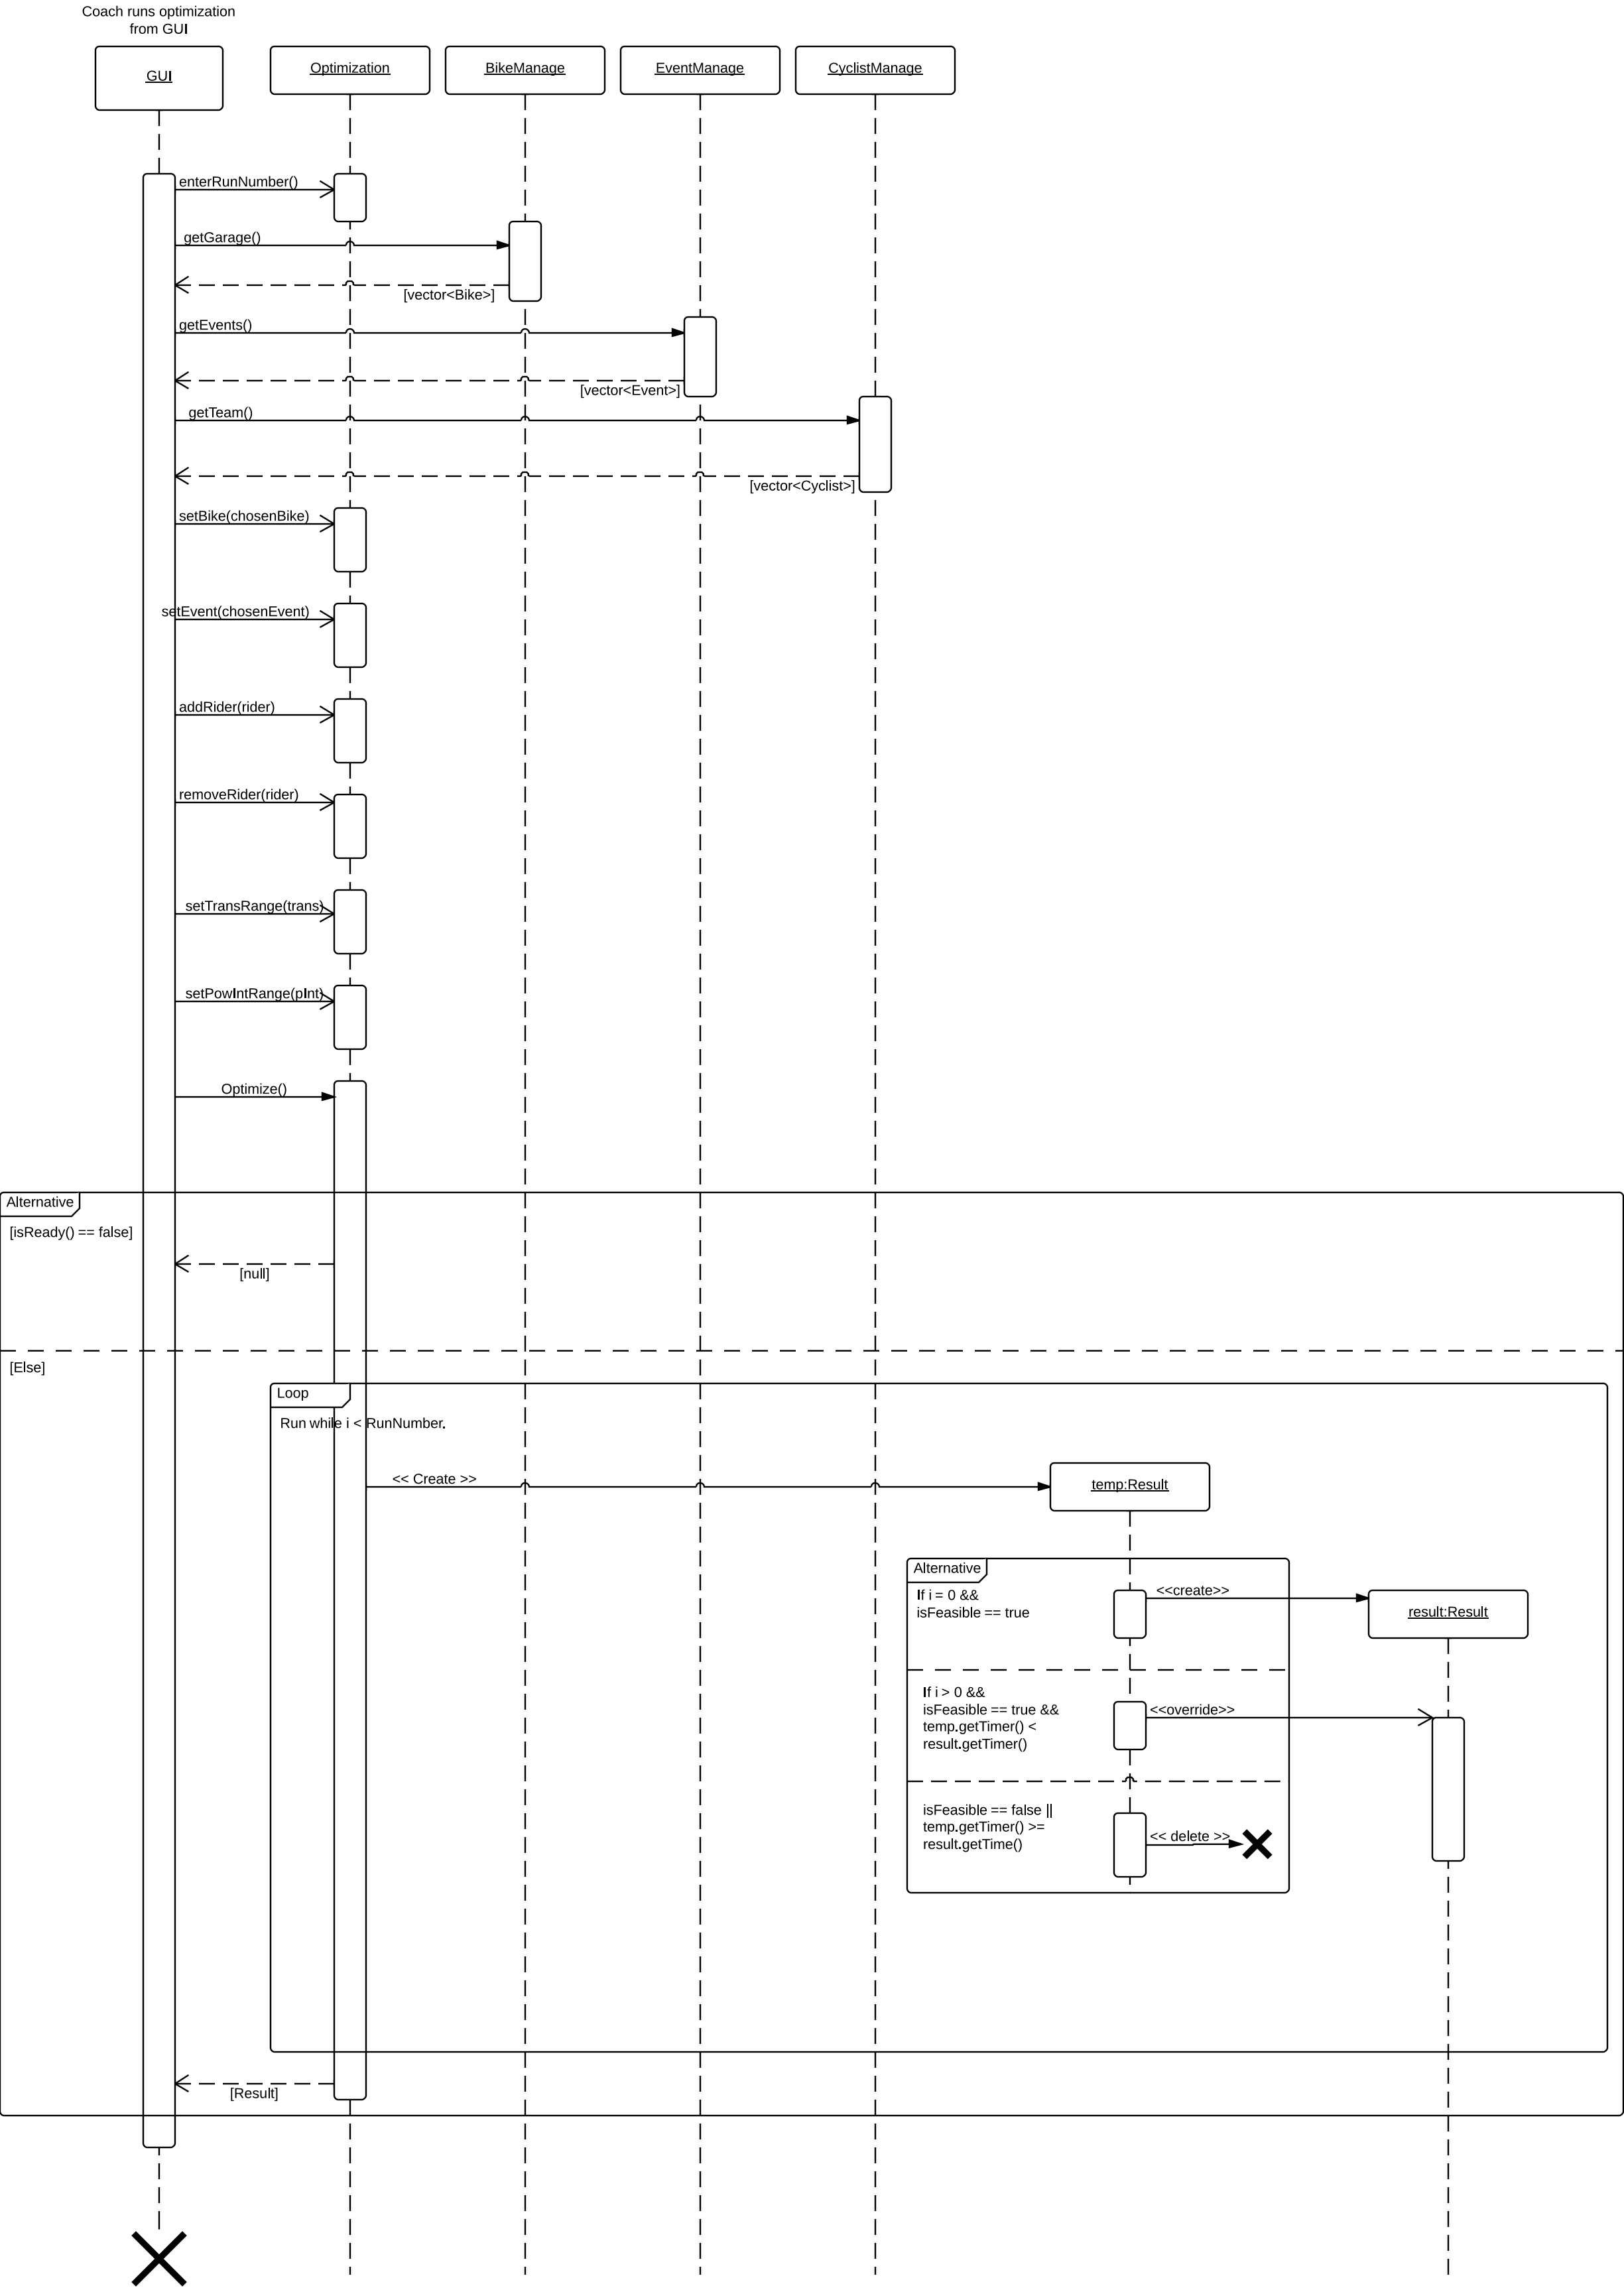 Coach runs optimization
from GUI
GUI
Optimization
BikeManage
EventManage
CyclistManage
enterRunNumber()
getGarage()
[vector<Bike>]
getEvents()
[vector<Event>]
getTeam()
[vector<Cyclist>]
setBike(chosenBike)
setEvent(chosenEvent)
addRider(rider)
removeRider(rider)
setTransRange(trans)
setPowIntRange(pInt)
Optimize()
Alternative
[isReady() == false]
[null]
[Else]
Loop
Run while i < RunNumber.
<< Create >>
temp:Result
Alternative
If i = 0 &&
isFeasible == true
<<create>>
result:Result
If i > 0 &&
isFeasible == true &&
temp.getTimer() <
result.getTimer()
<<override>>
isFeasible == false ||
temp.getTimer() >=
result.getTime()
<< delete >>
[Result]